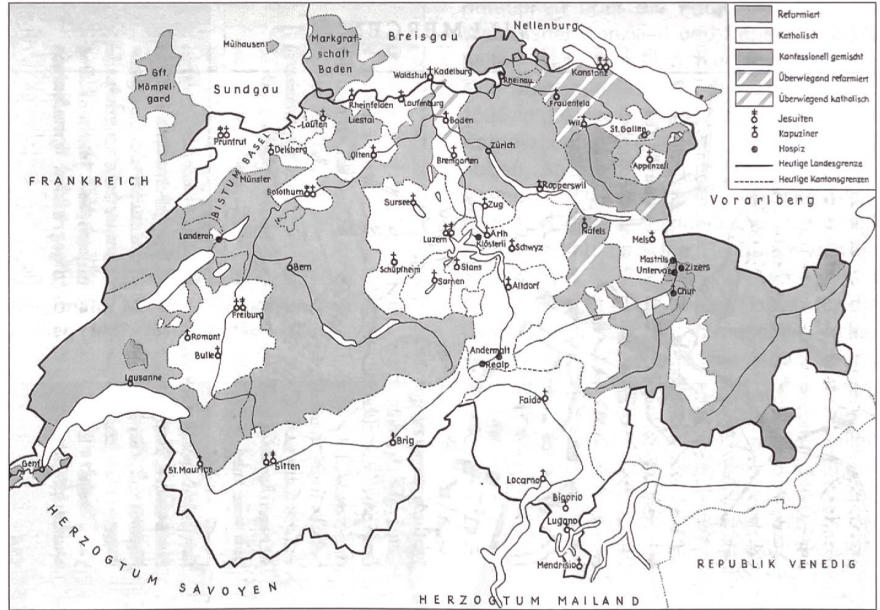 Nellenburg
Breisgau
Markgraf-
schaft
Baden
Mülhausen
Gft.
Mömpel-
gard
Sundgau
Waldshut
Kadelburg
Rheinau
Konstanz
Rheinfelden
Laufenburg
Laufen
Liestal
Baden
Frauenfeld
Wil
St.Gallen
Appenzell
Pruntrut
Delsberg
Olten
Bremgarten
Zürich
FRANKREICH
BISTUM BASEL
Münster
Solothurn
Sursee
Zug
Rapperswil
Vorarlberg
Landeron
Luzern
Arth
Klösterli
Schwyz
Näfels
Mels
Mastrils
Untervaz
Zizers
Chur
Bern
Schüpfheim
Stans
Sarnen
Altdorf
Freiburg
Romont
Bulle
Andermatt
Realp
Lausanne
Faido
Genf
St.Maurice
Sitten
Brig
Locarno
Bigorio
Lugano
Mendrisio
HERZOGTUM SAVOYEN
HERZOGTUM MAILAND
REPUBLIK VENEDIG
Reformiert
Katholisch
Konfessionell gemischt
Überwiegend reformiert
Überwiegend katholisch
Jesuiten
Kapuziner
Hospiz
Heutige Landesgrenze
Heutige Kantonsgrenzen